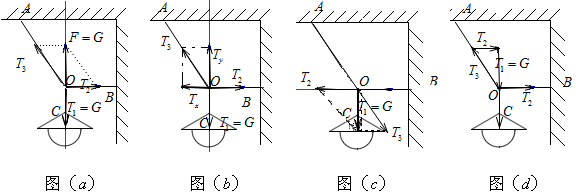 A A A A
F = G
T₃ T₂ O B T₁ = G C
T₃ T_y T₂ O T_x B C T₁ = G
T₂ O B C T₁ = G T₃
T₂ T₁ = G T₃ O T₂ B C
图（a） 图（b） 图（c） 图（d）